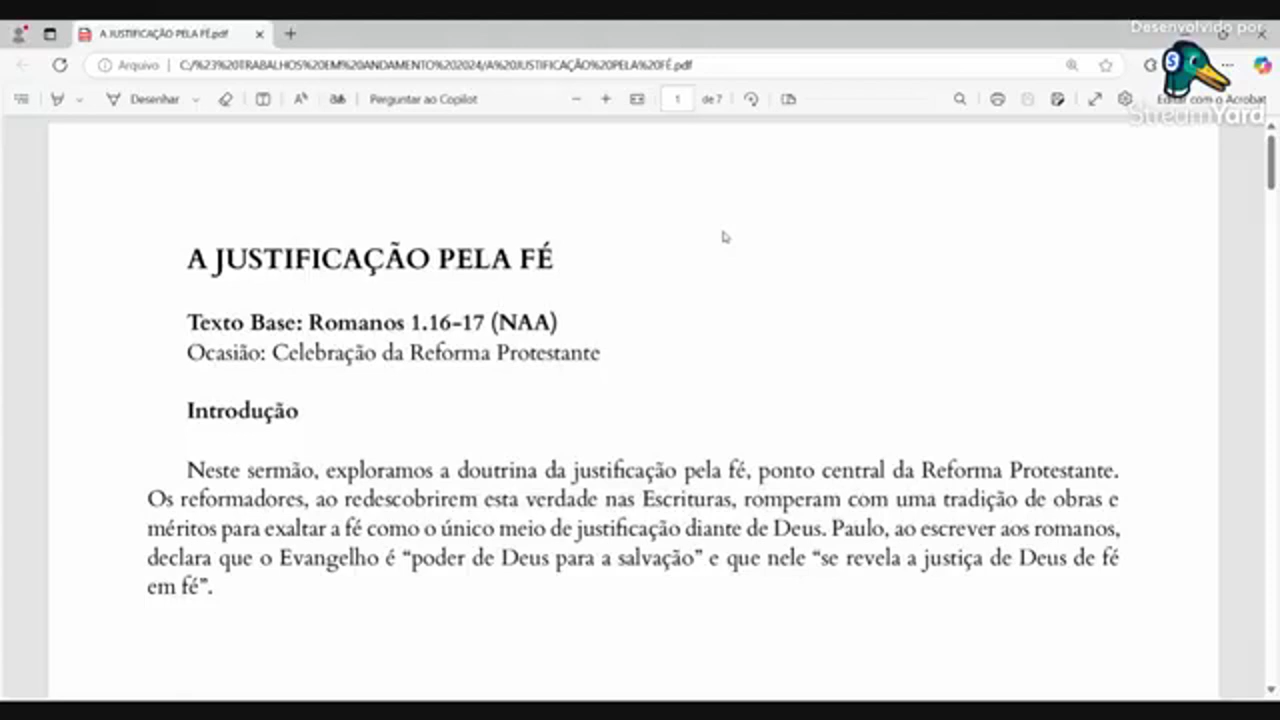 Desenvolvido por
A JUSTIFICAÇÃO PELA FÉ.pdf
Arquivo
C:/%23%20TRABALHOS%20EM%20ANDAMENTO%202024/A%20JUSTIFICAÇÃO%20PELA%20FÉ.pdf
Desenhar
Perguntar ao Copilot
1 de 7
Editar com o Acrobat
StreamYard
A JUSTIFICAÇÃO PELA FÉ
Texto Base: Romanos 1.16-17 (NAA)
Ocasião: Celebração da Reforma Protestante
Introdução
Neste sermão, exploramos a doutrina da justificação pela fé, ponto central da Reforma Protestante.
Os reformadores, ao redescobrirem esta verdade nas Escrituras, romperam com uma tradição de obras e
méritos para exaltar a fé como o único meio de justificação diante de Deus. Paulo, ao escrever aos romanos,
declara que o Evangelho é “poder de Deus para a salvação” e que nele “se revela a justiça de Deus de fé
em fé”.